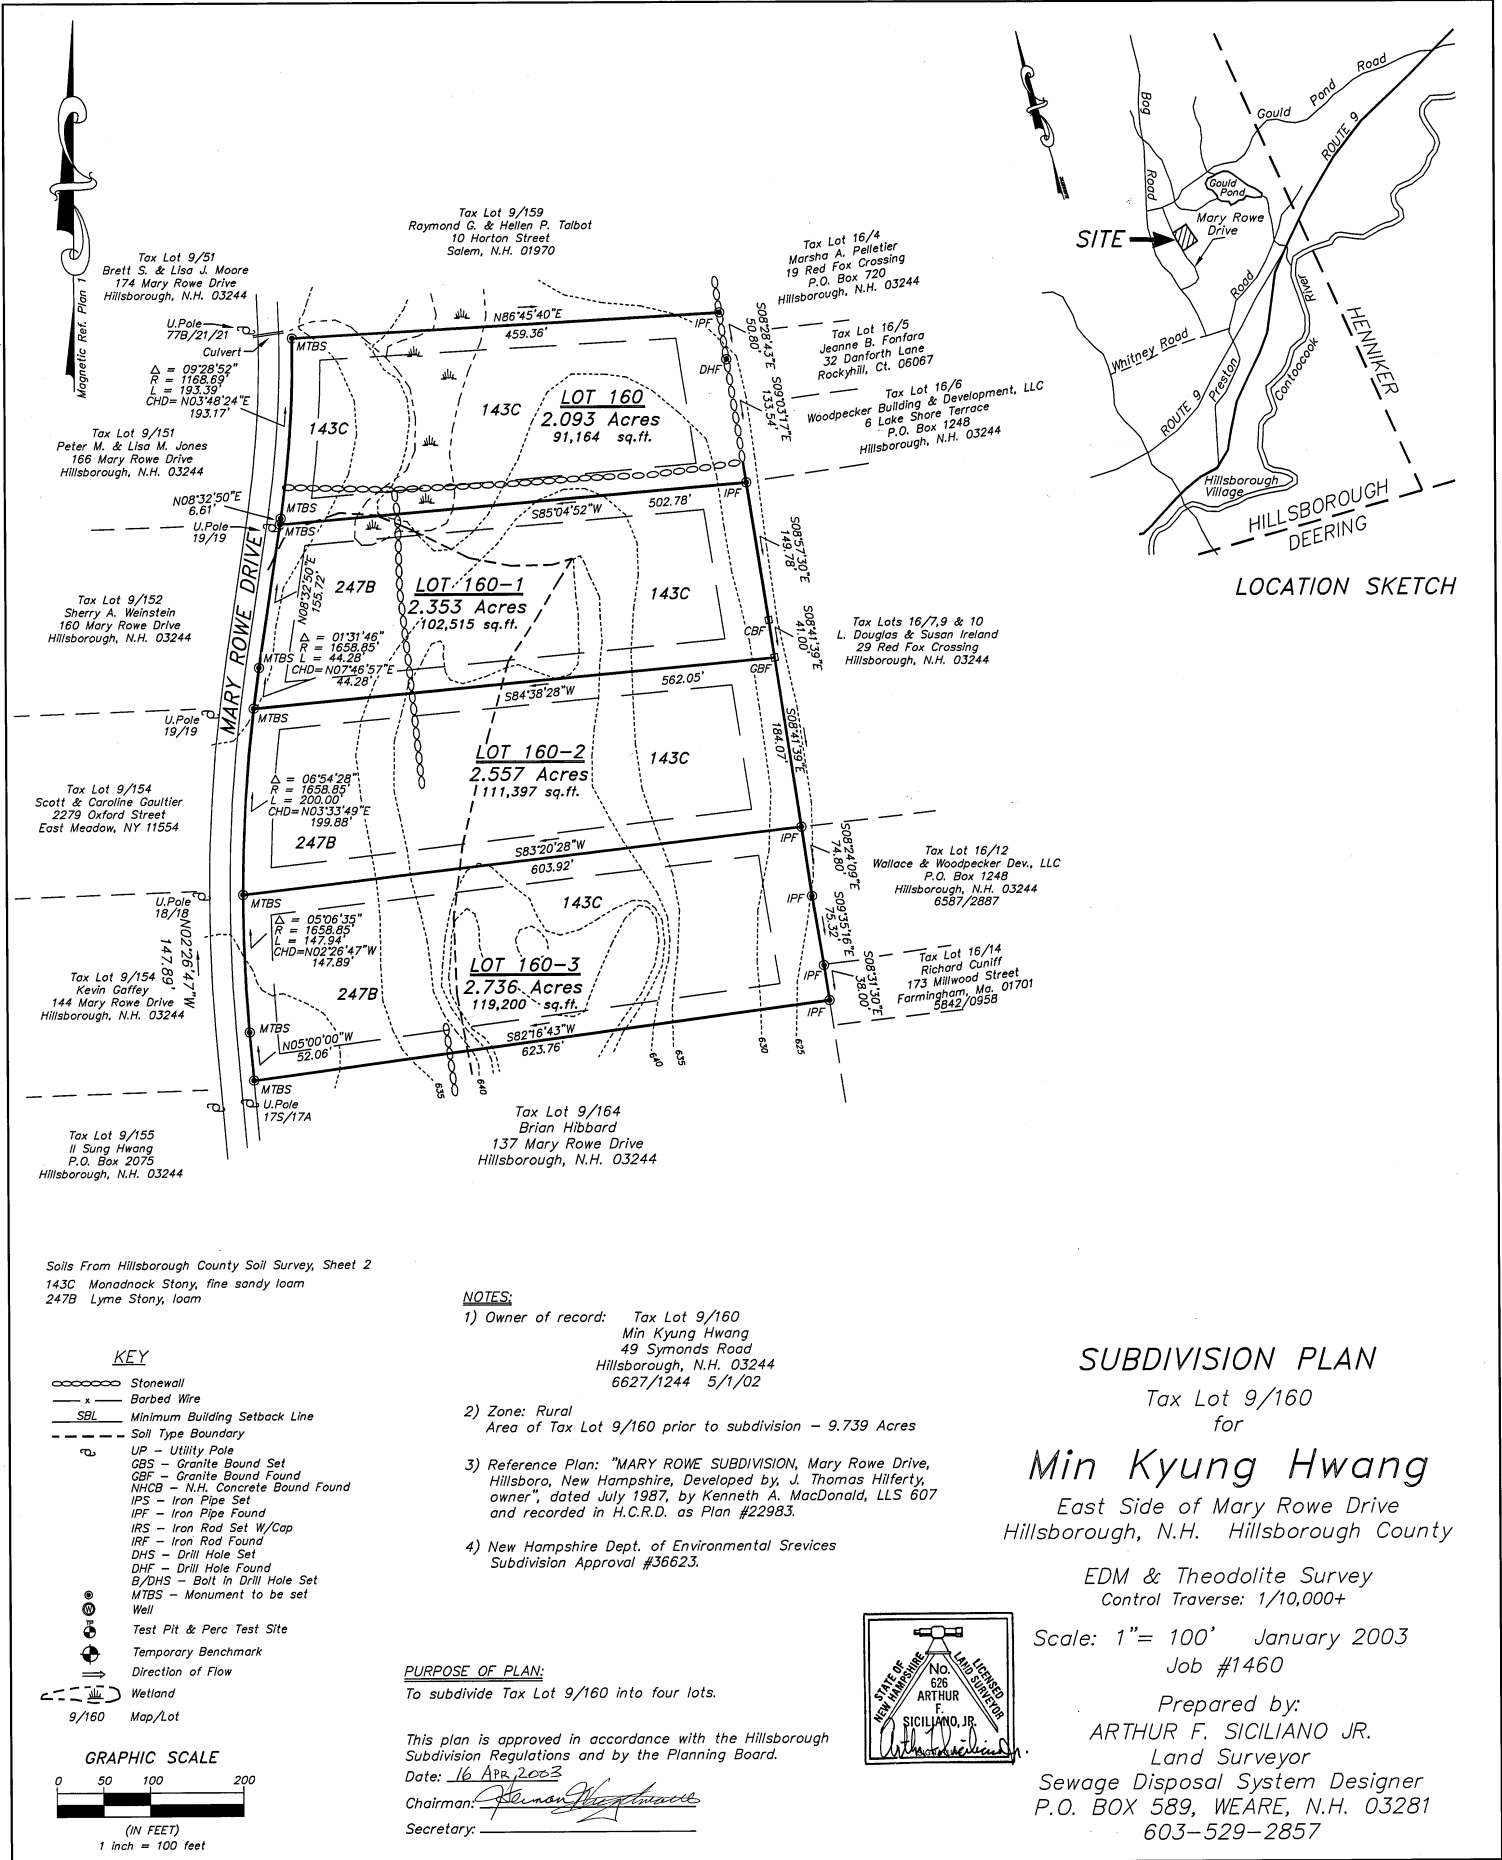 Magnetic Ref. Plan 1
Tax Lot 9/159
Raymond G. & Hellen P. Talbot
10 Horton Street
Salem, N.H. 01970
Tax Lot 9/51
Brett S. & Lisa J. Moore
174 Mary Rowe Drive
Hillsborough, N.H. 03244
U.Pole
77B/21/21
Culvert
Δ = 09°28'52"
R = 1168.69'
L = 193.39'
CHD= N03°48'24"E
193.17'
Tax Lot 9/151
Peter M. & Lisa M. Jones
166 Mary Rowe Drive
Hillsborough, N.H. 03244
N08°32'50"E
6.61'
U.Pole
19/19
Tax Lot 9/152
Sherry A. Weinstein
160 Mary Rowe Drive
Hillsborough, N.H. 03244
MARY ROWE DRIVE
U.Pole
19/19
Tax Lot 9/154
Scott & Caroline Gaultier
2279 Oxford Street
East Meadow, NY 11554
U.Pole
18/18
N02°26'47"W
147.89'
Tax Lot 9/154
Kevin Gaffey
144 Mary Rowe Drive
Hillsborough, N.H. 03244
Tax Lot 9/155
Il Sung Hwang
P.O. Box 2075
Hillsborough, N.H. 03244
U.Pole
17S/17A
MTBS
N86°45'40"E
459.36'
IPF
143C
143C
LOT 160
2.093 Acres
91,164 sq.ft.
DHF
S08°28'43"E
50.80'
S09°03'17"E
133.54'
MTBS
MTBS
S85°04'52"W
502.78'
IPF
N08°32'50"E
155.72'
247B
LOT 160-1
2.353 Acres
102,515 sq.ft.
143C
S08°57'30"E
149.78'
Δ = 01°31'46"
R = 1658.85'
L = 44.28'
CHD= N07°46'57"E
44.28'
MTBS
CBF
S08°41'39"E
41.00'
GBF
MTBS
S84°38'28"W
562.05'
LOT 160-2
2.557 Acres
111,397 sq.ft.
143C
S08°41'39"E
184.07'
Δ = 06°54'28"
R = 1658.85'
L = 200.00'
CHD= N03°33'49"E
199.88'
247B
S83°20'28"W
603.92'
IPF
MTBS
S08°24'09"E
74.80'
IPF
143C
Δ = 05°06'35"
R = 1658.85'
L = 147.94'
CHD=N02°26'47"W
147.89'
LOT 160-3
2.736 Acres
119,200 sq.ft.
247B
S09°35'16"E
75.32'
IPF
S08°31'30"E
38.00'
IPF
MTBS
N05°00'00"W
52.06'
S82°16'43"W
623.76'
MTBS
635
640
640
635
630
625
Tax Lot 9/164
Brian Hibbard
137 Mary Rowe Drive
Hillsborough, N.H. 03244
Tax Lot 16/4
Marsha A. Pelletier
19 Red Fox Crossing
P.O. Box 720
Hillsborough, N.H. 03244
Tax Lot 16/5
Jeanne B. Fonfara
32 Danforth Lane
Rockyhill, Ct. 06067
Tax Lot 16/6
Woodpecker Building & Development, LLC
6 Lake Shore Terrace
P.O. Box 1248
Hillsborough, N.H. 03244
Tax Lots 16/7,9 & 10
L. Douglas & Susan Ireland
29 Red Fox Crossing
Hillsborough, N.H. 03244
Tax Lot 16/12
Wallace & Woodpecker Dev., LLC
P.O. Box 1248
Hillsborough, N.H. 03244
6587/2887
Tax Lot 16/14
Richard Cuniff
173 Millwood Street
Farmingham, Ma. 01701
5842/0958
Bog
Road
Gould Pond Road
ROUTE 9
Gould
Pond
Mary Rowe
Drive
SITE
Whitney Road
ROUTE 9
Preston Road
Contoocook River
HENNIKER
Hillsborough
Village
HILLSBOROUGH
DEERING
LOCATION SKETCH
Soils From Hillsborough County Soil Survey, Sheet 2
143C Monadnock Stony, fine sandy loam
247B Lyme Stony, loam
KEY
Stonewall
x Barbed Wire
SBL Minimum Building Setback Line
Soil Type Boundary
UP - Utility Pole
GBS - Granite Bound Set
GBF - Granite Bound Found
NHCB - N.H. Concrete Bound Found
IPS - Iron Pipe Set
IPF - Iron Pipe Found
IRS - Iron Rod Set W/Cap
IRF - Iron Rod Found
DHS - Drill Hole Set
DHF - Drill Hole Found
B/DHS - Bolt in Drill Hole Set
MTBS - Monument to be set
W Well
TP Test Pit & Perc Test Site
Temporary Benchmark
Direction of Flow
Wetland
9/160 Map/Lot
GRAPHIC SCALE
0 50 100 200
(IN FEET)
1 inch = 100 feet
NOTES:
1) Owner of record: Tax Lot 9/160
Min Kyung Hwang
49 Symonds Road
Hillsborough, N.H. 03244
6627/1244 5/1/02
2) Zone: Rural
Area of Tax Lot 9/160 prior to subdivision - 9.739 Acres
3) Reference Plan: "MARY ROWE SUBDIVISION, Mary Rowe Drive,
Hillsboro, New Hampshire, Developed by, J. Thomas Hilferty,
owner", dated July 1987, by Kenneth A. MacDonald, LLS 607
and recorded in H.C.R.D. as Plan #22983.
4) New Hampshire Dept. of Environmental Srevices
Subdivision Approval #36623.
PURPOSE OF PLAN:
To subdivide Tax Lot 9/160 into four lots.
This plan is approved in accordance with the Hillsborough
Subdivision Regulations and by the Planning Board.
Date: 16 APR, 2003
Chairman:
Secretary:
STATE OF
NEW HAMPSHIRE
LICENSED
LAND SURVEYOR
No.
626
ARTHUR
F.
SICILIANO, JR.
SUBDIVISION PLAN
Tax Lot 9/160
for
Min Kyung Hwang
East Side of Mary Rowe Drive
Hillsborough, N.H. Hillsborough County
EDM & Theodolite Survey
Control Traverse: 1/10,000+
Scale: 1"= 100' January 2003
Job #1460
Prepared by:
ARTHUR F. SICILIANO JR.
Land Surveyor
Sewage Disposal System Designer
P.O. BOX 589, WEARE, N.H. 03281
603-529-2857